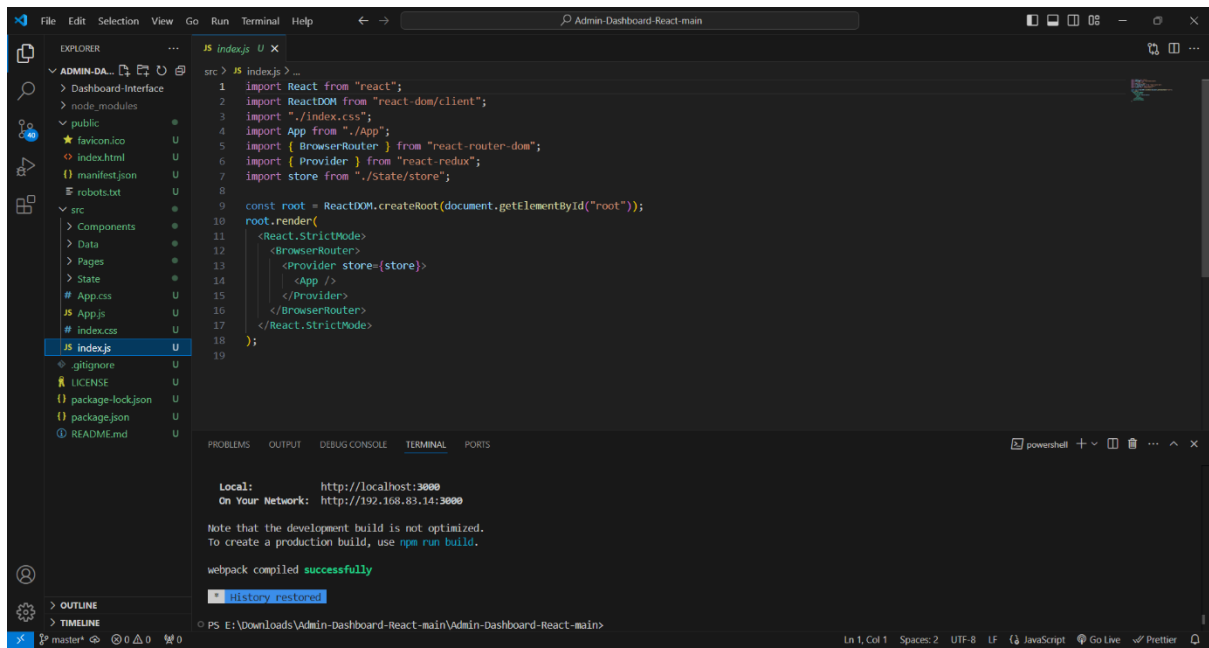 File Edit Selection View Go Run Terminal Help Admin-Dashboard-React-main
EXPLORER
ADMIN-DA...
Dashboard-Interface
node_modules
public
favicon.ico U
index.html U
manifest.json U
robots.txt U
src
Components
Data
Pages
State
App.css U
App.js U
index.css U
index.js U
.gitignore U
LICENSE U
package-lock.json U
package.json U
README.md U
OUTLINE
TIMELINE
40
JS index.js U
src > JS index.js > ...
1 import React from "react";
2 import ReactDOM from "react-dom/client";
3 import "./index.css";
4 import App from "./App";
5 import { BrowserRouter } from "react-router-dom";
6 import { Provider } from "react-redux";
7 import store from "./State/store";
8
9 const root = ReactDOM.createRoot(document.getElementById("root"));
10 root.render(
11 <React.StrictMode>
12 <BrowserRouter>
13 <Provider store={store}>
14 <App />
15 </Provider>
16 </BrowserRouter>
17 </React.StrictMode>
18 );
19
PROBLEMS OUTPUT DEBUG CONSOLE TERMINAL PORTS
powershell
Local: http://localhost:3000
On Your Network: http://192.168.83.14:3000
Note that the development build is not optimized.
To create a production build, use npm run build.
webpack compiled successfully
* History restored
PS E:\Downloads\Admin-Dashboard-React-main\Admin-Dashboard-React-main>
master* 0 0 0 Ln 1, Col 1 Spaces: 2 UTF-8 LF JavaScript Go Live Prettier